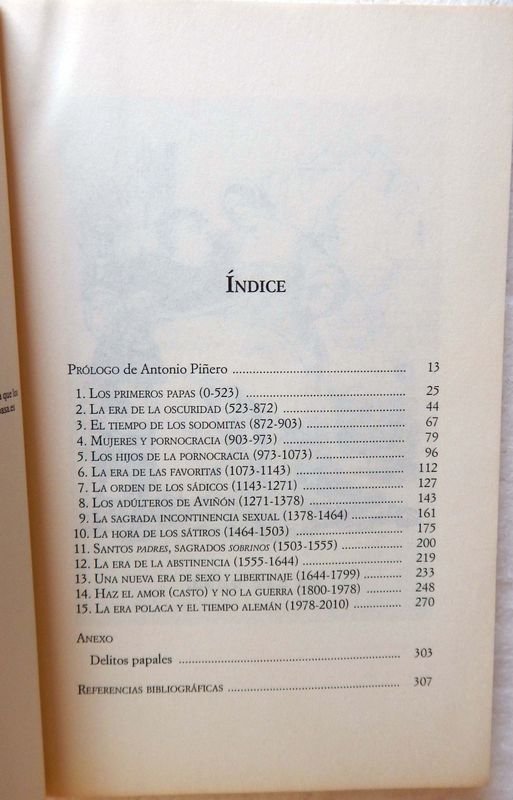 ÍNDICE
PRÓLOGO de Antonio Piñero ........ 13
1. LOS PRIMEROS PAPAS (0-523) ........ 25
2. LA ERA DE LA OSCURIDAD (523-872) ........ 44
3. EL TIEMPO DE LOS SODOMITAS (872-903) ........ 67
4. MUJERES Y PORNOCRACIA (903-973) ........ 79
5. LOS HIJOS DE LA PORNOCRACIA (973-1073) ........ 96
6. LA ERA DE LAS FAVORITAS (1073-1143) ........ 112
7. LA ORDEN DE LOS SÁDICOS (1143-1271) ........ 127
8. LOS ADÚLTEROS DE AVIÑÓN (1271-1378) ........ 143
9. LA SAGRADA INCONTINENCIA SEXUAL (1378-1464) ........ 161
10. LA HORA DE LOS SÁTIROS (1464-1503) ........ 175
11. SANTOS PADRES, SAGRADOS SOBRINOS (1503-1555) ........ 200
12. LA ERA DE LA ABSTINENCIA (1555-1644) ........ 219
13. UNA NUEVA ERA DE SEXO Y LIBERTINAJE (1644-1799) ........ 233
14. HAZ EL AMOR (CASTO) Y NO LA GUERRA (1800-1978) ........ 248
15. LA ERA POLACA Y EL TIEMPO ALEMÁN (1978-2010) ........ 270
ANEXO
Delitos papales ........ 303
REFERENCIAS BIBLIOGRÁFICAS ........ 307
que los